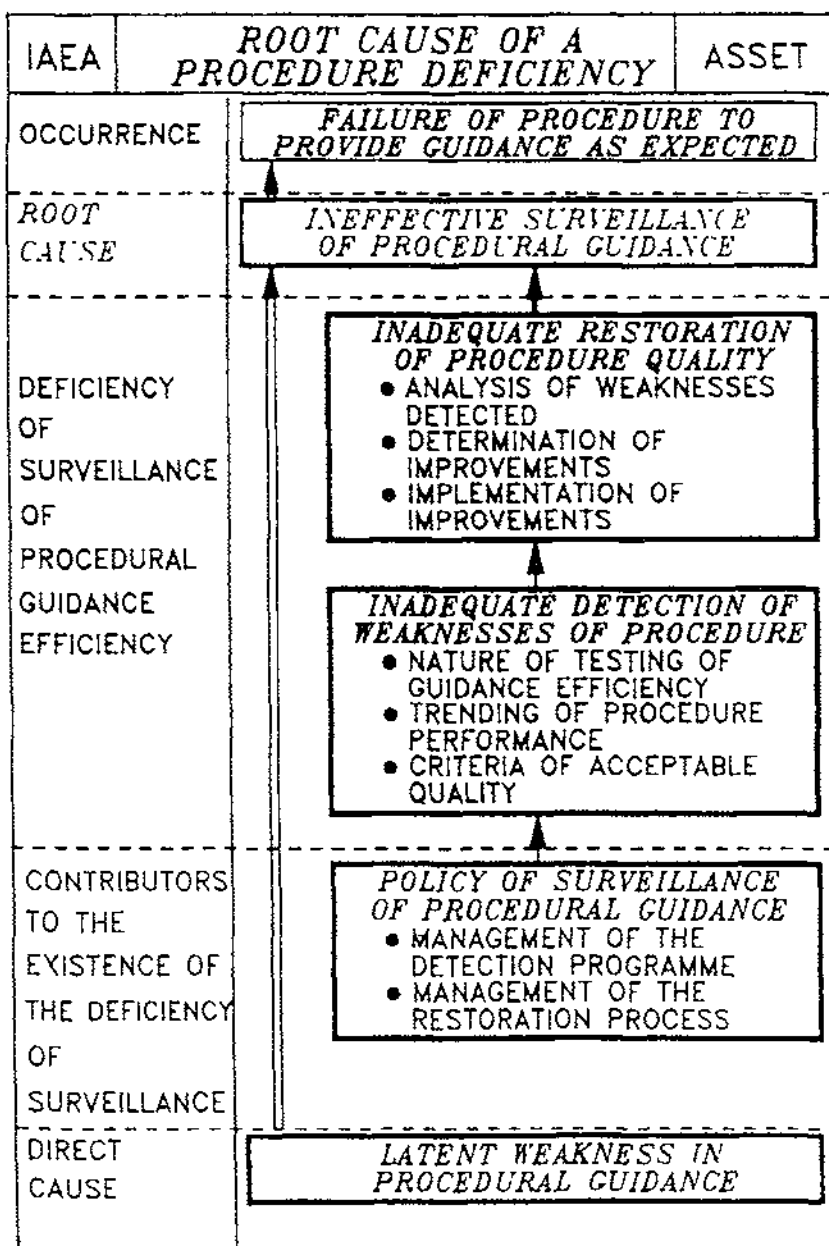 IAEA
ROOT CAUSE OF A
PROCEDURE DEFICIENCY
ASSET
OCCURRENCE
FAILURE OF PROCEDURE TO
PROVIDE GUIDANCE AS EXPECTED
ROOT
CAUSE
INEFFECTIVE SURVEILLANCE
OF PROCEDURAL GUIDANCE
DEFICIENCY
OF
SURVEILLANCE
OF
PROCEDURAL
GUIDANCE
EFFICIENCY
INADEQUATE RESTORATION
OF PROCEDURE QUALITY
● ANALYSIS OF WEAKNESSES
DETECTED
● DETERMINATION OF
IMPROVEMENTS
● IMPLEMENTATION OF
IMPROVEMENTS
INADEQUATE DETECTION OF
WEAKNESSES OF PROCEDURE
● NATURE OF TESTING OF
GUIDANCE EFFICIENCY
● TRENDING OF PROCEDURE
PERFORMANCE
● CRITERIA OF ACCEPTABLE
QUALITY
CONTRIBUTORS
TO THE
EXISTENCE OF
THE DEFICIENCY
OF
SURVEILLANCE
POLICY OF SURVEILLANCE
OF PROCEDURAL GUIDANCE
● MANAGEMENT OF THE
DETECTION PROGRAMME
● MANAGEMENT OF THE
RESTORATION PROCESS
DIRECT
CAUSE
LATENT WEAKNESS IN
PROCEDURAL GUIDANCE